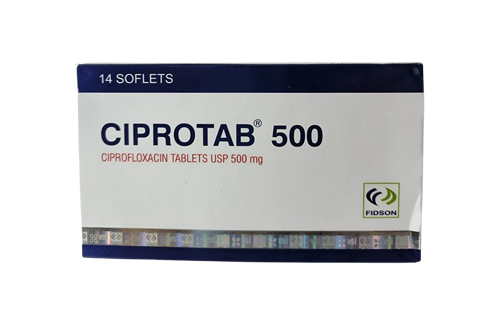 14 SOFLETS
CIPROTAB® 500
CIPROFLOXACIN TABLETS USP 500 mg
FIDSON